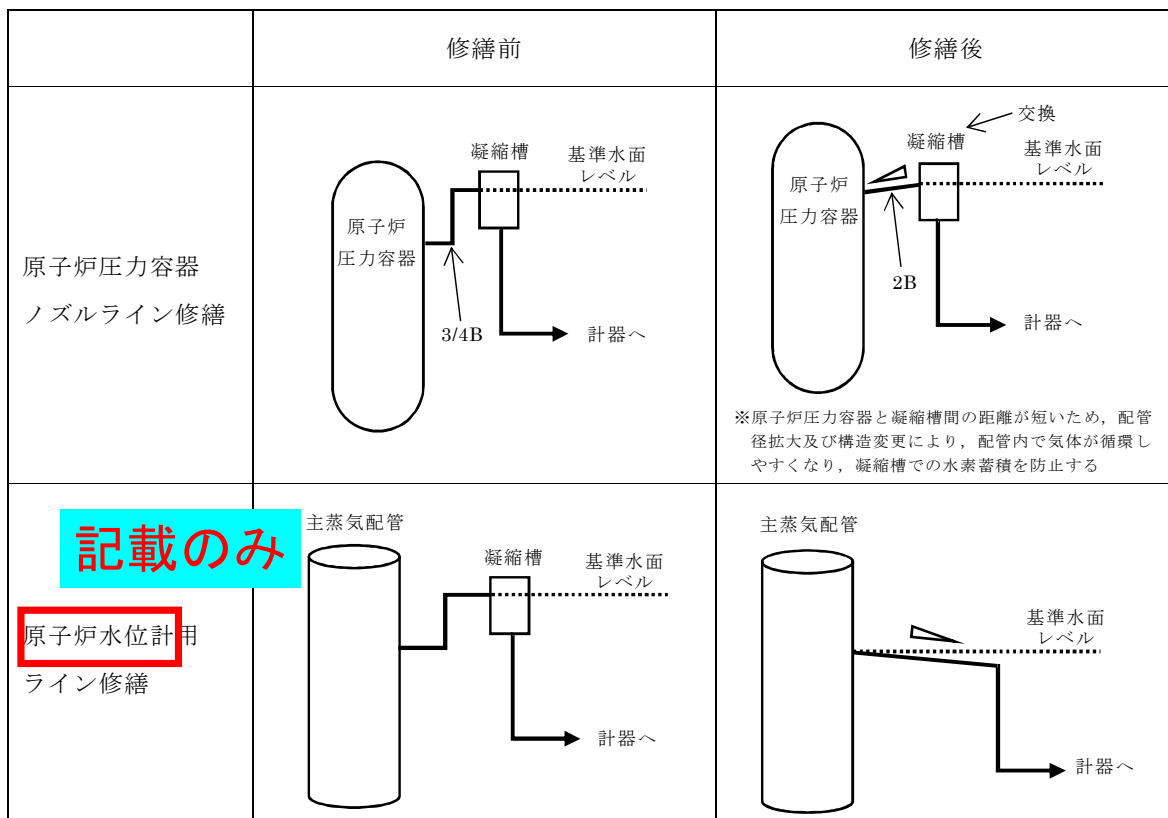 修繕前
修繕後
原子炉圧力容器
ノズルライン修繕
凝縮槽
基準水面
レベル
原子炉
圧力容器
3/4B
計器へ
交換
凝縮槽
基準水面
レベル
原子炉
圧力容器
2B
計器へ
※原子炉圧力容器と凝縮槽間の距離が短いため，配管
径拡大及び構造変更により，配管内で気体が循環し
やすくなり，凝縮槽での水素蓄積を防止する
記載のみ
原子炉水位計用
ライン修繕
主蒸気配管
凝縮槽
基準水面
レベル
計器へ
主蒸気配管
基準水面
レベル
計器へ